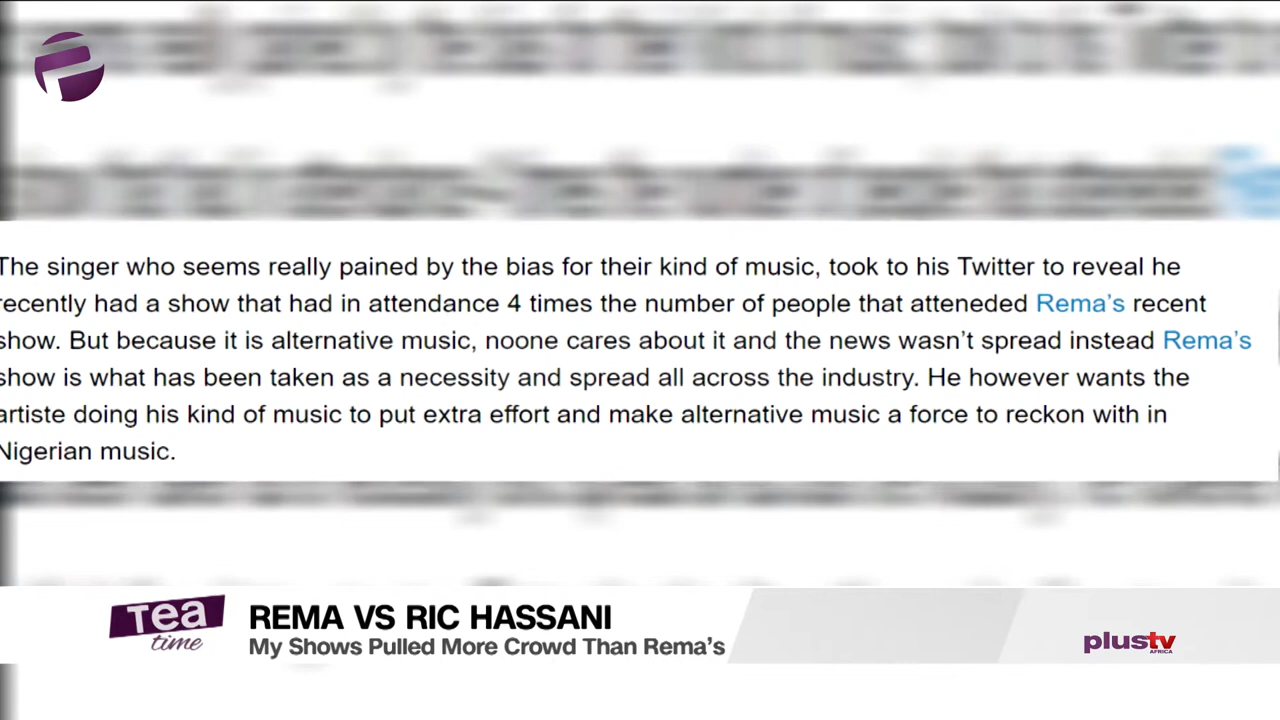 The singer who seems really pained by the bias for their kind of music, took to his Twitter to reveal he
recently had a show that had in attendance 4 times the number of people that atteneded Rema's recent
show. But because it is alternative music, noone cares about it and the news wasn't spread instead Rema's
show is what has been taken as a necessity and spread all across the industry. He however wants the
artiste doing his kind of music to put extra effort and make alternative music a force to reckon with in
Nigerian music.
Tea
time
REMA VS RIC HASSANI
My Shows Pulled More Crowd Than Rema's
plustv
AFRICA